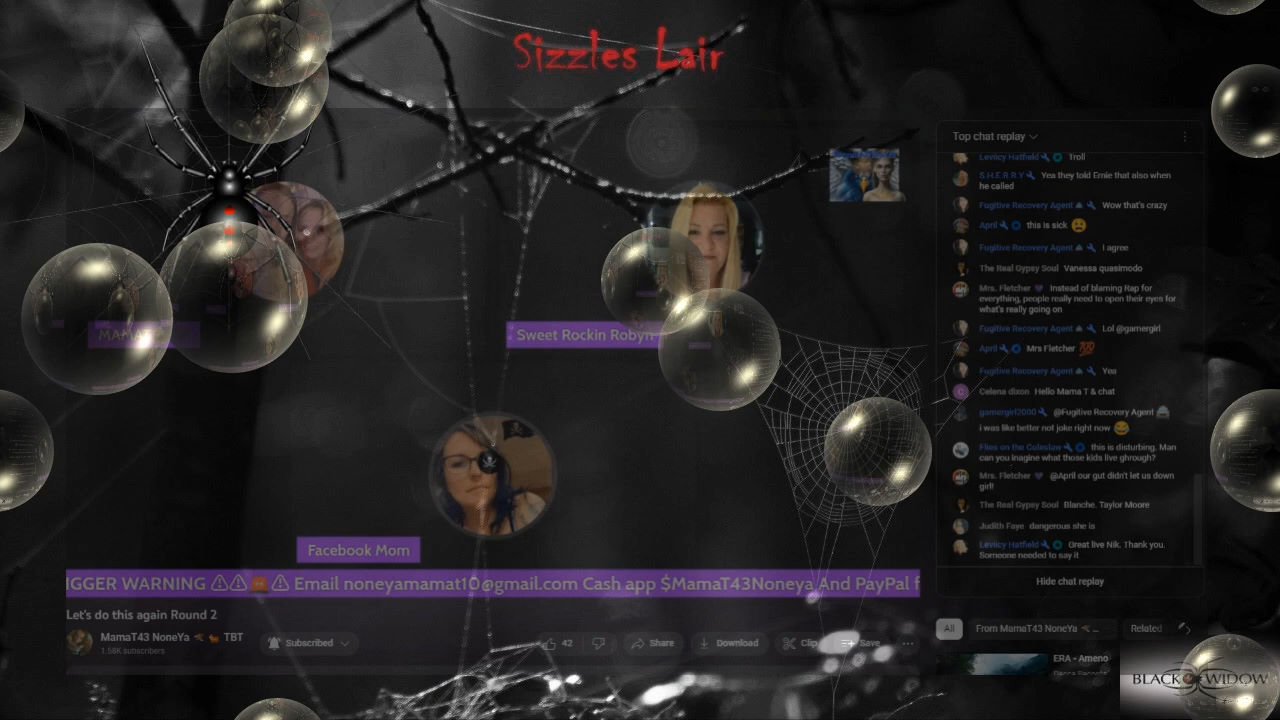 Sizzles Lair
Top chat replay
Levicy Hatfield Troll
S.H.E.R.R.Y Yea they told Ernie that also when
he called
Fugitive Recovery Agent Wow that's crazy
April this is sick
Fugitive Recovery Agent I agree
The Real Gypsy Soul Vanessa quasimodo
Mrs. Fletcher Instead of blaming Rap for
everything, people really need to open their eyes for
what's really going on
Fugitive Recovery Agent Lol @gamergirl
April Mrs Fletcher 100
Fugitive Recovery Agent Yea
Celena dixon Hello Mama T & chat
gamergirl2000 @Fugitive Recovery Agent
i was like better not joke right now
Flies on the Coleslaw this is disturbing. Man
can you imagine what those kids live ghrough?
Mrs. Fletcher @April our gut didn't let us down
girl!
The Real Gypsy Soul Blanche. Taylor Moore
Judith Faye dangerous she is
Levicy Hatfield Great live Nik. Thank you.
Someone needed to say it
Hide chat replay
Sweet Rockin Robyn
Facebook Mom
IGGER WARNING ⚠⚠ ⚠ Email noneyamamat10@gmail.com Cash app $MamaT43Noneya And PayPal f
Let's do this again Round 2
MamaT43 NoneYa TBT
1.58K subscribers
Subscribed
42
Share
Download
Clip
Save
All
From MamaT43 NoneYa
Related
ERA - Ameno
BLACK WIDOW